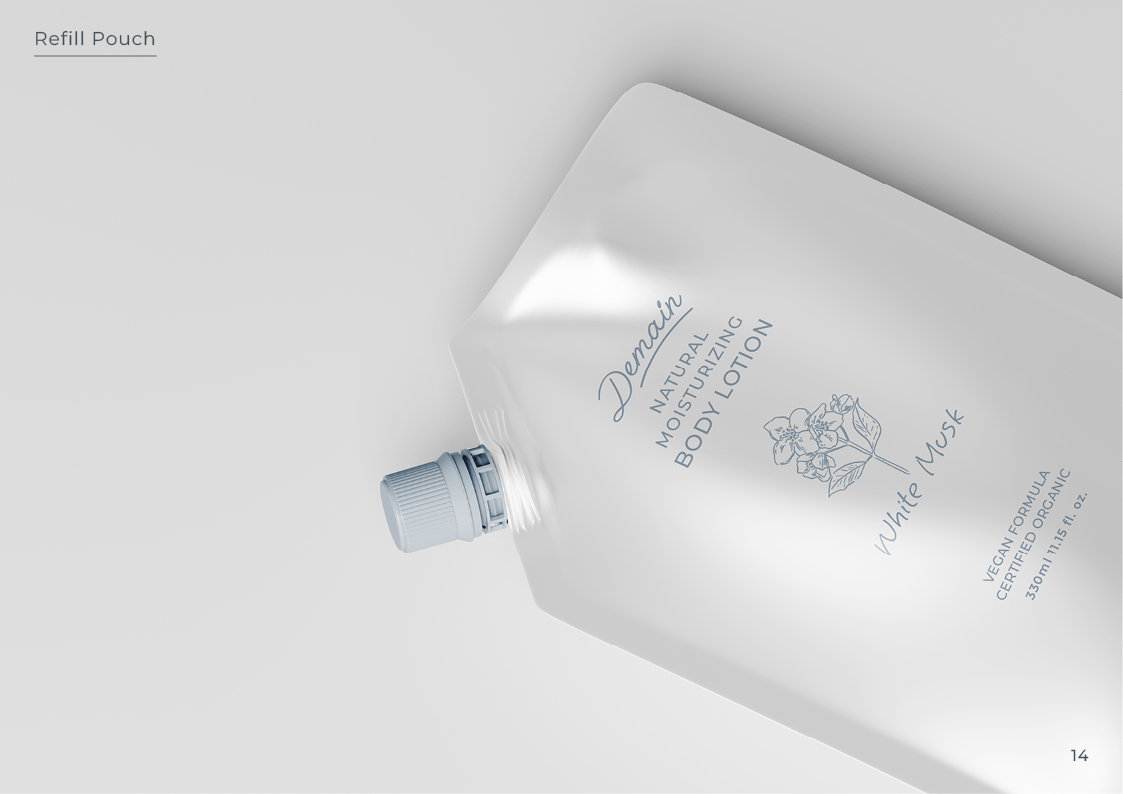 Refill Pouch
Demain
NATURAL
MOISTURIZING
BODY LOTION
White Musk
VEGAN FORMULA
CERTIFIED ORGANIC
330ml 11.15 fl. oz.
14